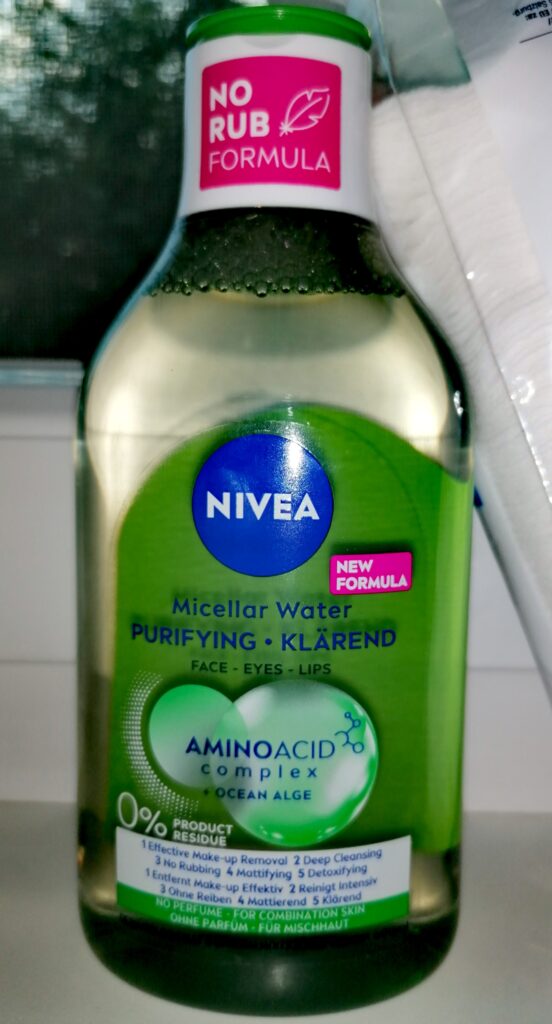 EU za:
Salzburg
NO
RUB
FORMULA
NIVEA
NEW
FORMULA
Micellar Water
PURIFYING • KLÄREND
FACE - EYES - LIPS
AMINOACID
complex
+ OCEAN ALGE
0% PRODUCT
RESIDUE
1 Effective Make-up Removal 2 Deep Cleansing
3 No Rubbing 4 Mattifying 5 Detoxifying
1 Entfernt Make-up Effektiv 2 Reinigt Intensiv
3 Ohne Reiben 4 Mattierend 5 Klärend
NO PERFUME - FOR COMBINATION SKIN
OHNE PARFÜM - FÜR MISCHHAUT